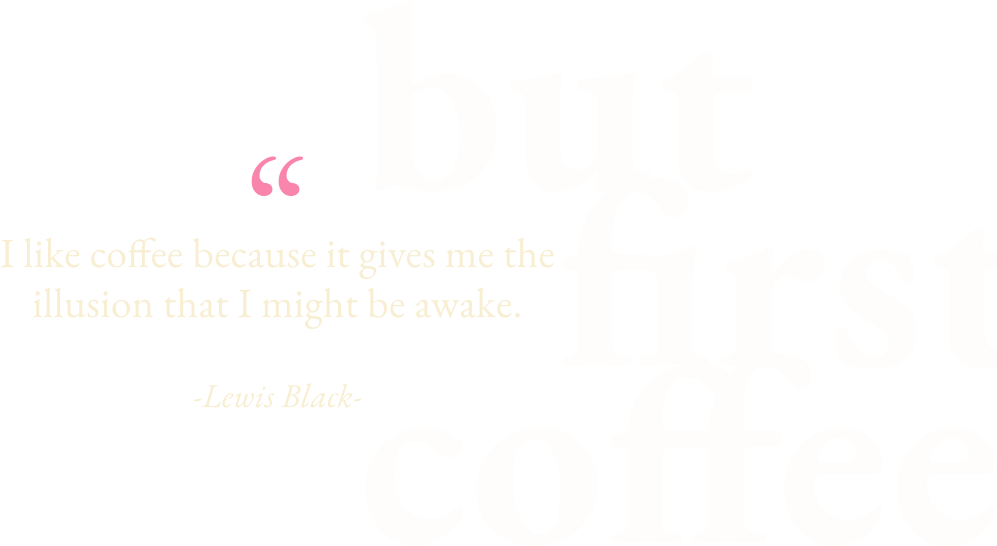 but
first
coffee
“
I like coffee because it gives me the
illusion that I might be awake.
-Lewis Black-